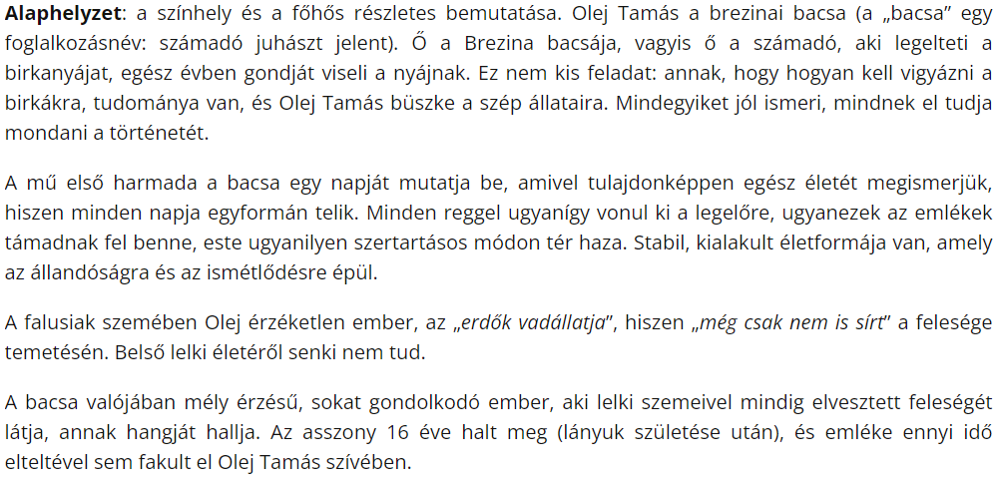 Alaphelyzet: a színhely és a főhős részletes bemutatása. Olej Tamás a brezinai bacsa (a „bacsa” egy
foglalkozásnév: számadó juhászt jelent). Ő a Brezina bacsája, vagyis ő a számadó, aki legelteti a
birkanyájat, egész évben gondját viseli a nyájnak. Ez nem kis feladat: annak, hogy hogyan kell vigyázni a
birkákra, tudománya van, és Olej Tamás büszke a szép állataira. Mindegyiket jól ismeri, mindnek el tudja
mondani a történetét.
A mű első harmada a bacsa egy napját mutatja be, amivel tulajdonképpen egész életét megismerjük,
hiszen minden napja egyformán telik. Minden reggel ugyanígy vonul ki a legelőre, ugyanezek az emlékek
támadnak fel benne, este ugyanilyen szertartásos módon tér haza. Stabil, kialakult életformája van, amely
az állandóságra és az ismétlődésre épül.
A falusiak szemében Olej érzéketlen ember, az „erdők vadállatja”, hiszen „még csak nem is sírt” a felesége
temetésén. Belső lelki életéről senki nem tud.
A bacsa valójában mély érzésű, sokat gondolkodó ember, aki lelki szemeivel mindig elvesztett feleségét
látja, annak hangját hallja. Az asszony 16 éve halt meg (lányuk születése után), és emléke ennyi idő
elteltével sem fakult el Olej Tamás szívében.